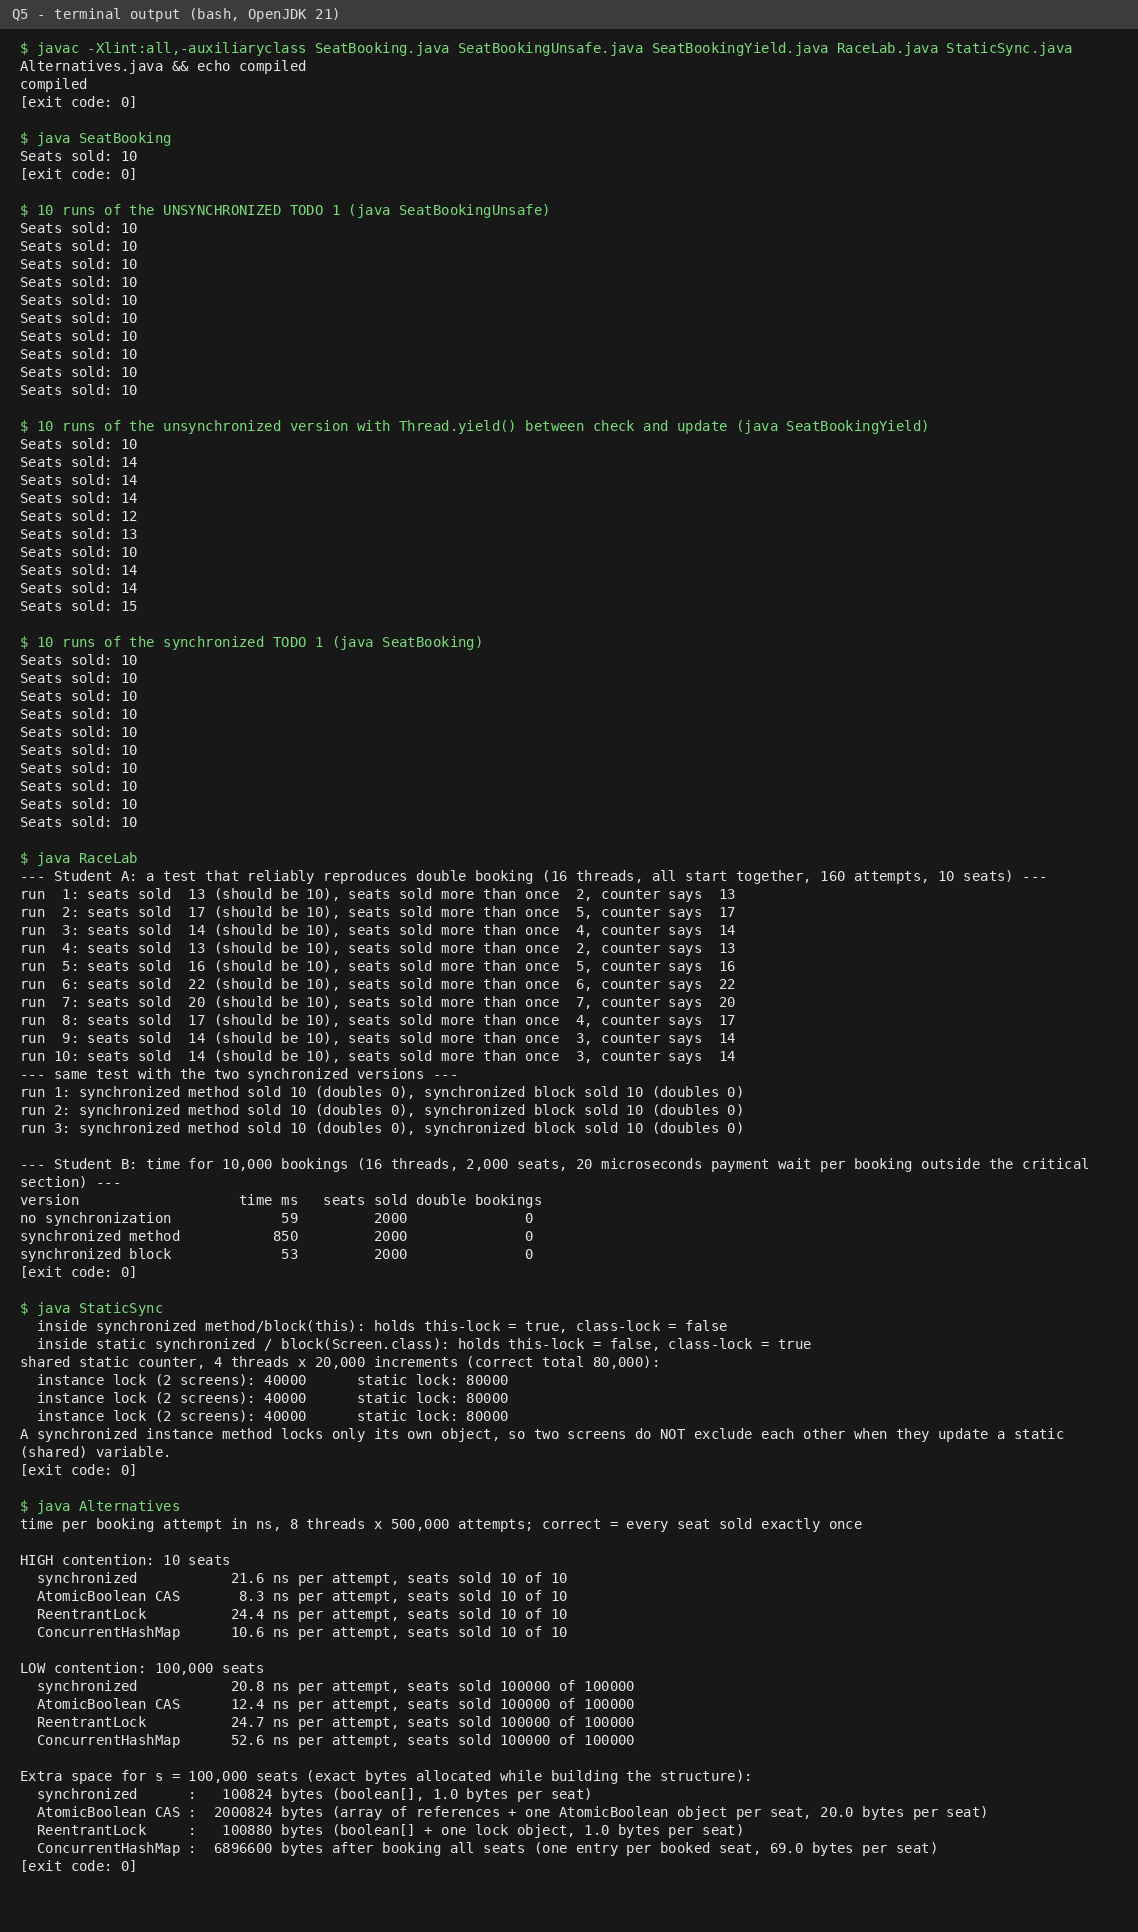 Q5 - terminal output (bash, OpenJDK 21)
$ javac -Xlint:all,-auxiliaryclass SeatBooking.java SeatBookingUnsafe.java SeatBookingYield.java RaceLab.java StaticSync.java
Alternatives.java && echo compiled
compiled
[exit code: 0]

$ java SeatBooking
Seats sold: 10
[exit code: 0]

$ 10 runs of the UNSYNCHRONIZED TODO 1 (java SeatBookingUnsafe)
Seats sold: 10
Seats sold: 10
Seats sold: 10
Seats sold: 10
Seats sold: 10
Seats sold: 10
Seats sold: 10
Seats sold: 10
Seats sold: 10
Seats sold: 10

$ 10 runs of the unsynchronized version with Thread.yield() between check and update (java SeatBookingYield)
Seats sold: 10
Seats sold: 14
Seats sold: 14
Seats sold: 14
Seats sold: 12
Seats sold: 13
Seats sold: 10
Seats sold: 14
Seats sold: 14
Seats sold: 15

$ 10 runs of the synchronized TODO 1 (java SeatBooking)
Seats sold: 10
Seats sold: 10
Seats sold: 10
Seats sold: 10
Seats sold: 10
Seats sold: 10
Seats sold: 10
Seats sold: 10
Seats sold: 10
Seats sold: 10

$ java RaceLab
--- Student A: a test that reliably reproduces double booking (16 threads, all start together, 160 attempts, 10 seats) ---
run  1: seats sold  13 (should be 10), seats sold more than once  2, counter says  13
run  2: seats sold  17 (should be 10), seats sold more than once  5, counter says  17
run  3: seats sold  14 (should be 10), seats sold more than once  4, counter says  14
run  4: seats sold  13 (should be 10), seats sold more than once  2, counter says  13
run  5: seats sold  16 (should be 10), seats sold more than once  5, counter says  16
run  6: seats sold  22 (should be 10), seats sold more than once  6, counter says  22
run  7: seats sold  20 (should be 10), seats sold more than once  7, counter says  20
run  8: seats sold  17 (should be 10), seats sold more than once  4, counter says  17
run  9: seats sold  14 (should be 10), seats sold more than once  3, counter says  14
run 10: seats sold  14 (should be 10), seats sold more than once  3, counter says  14
--- same test with the two synchronized versions ---
run 1: synchronized method sold 10 (doubles 0), synchronized block sold 10 (doubles 0)
run 2: synchronized method sold 10 (doubles 0), synchronized block sold 10 (doubles 0)
run 3: synchronized method sold 10 (doubles 0), synchronized block sold 10 (doubles 0)

--- Student B: time for 10,000 bookings (16 threads, 2,000 seats, 20 microseconds payment wait per booking outside the critical
section) ---
version                   time ms   seats sold double bookings
no synchronization             59         2000              0
synchronized method           850         2000              0
synchronized block             53         2000              0
[exit code: 0]

$ java StaticSync
  inside synchronized method/block(this): holds this-lock = true, class-lock = false
  inside static synchronized / block(Screen.class): holds this-lock = false, class-lock = true
shared static counter, 4 threads x 20,000 increments (correct total 80,000):
  instance lock (2 screens): 40000      static lock: 80000
  instance lock (2 screens): 40000      static lock: 80000
  instance lock (2 screens): 40000      static lock: 80000
A synchronized instance method locks only its own object, so two screens do NOT exclude each other when they update a static
(shared) variable.
[exit code: 0]

$ java Alternatives
time per booking attempt in ns, 8 threads x 500,000 attempts; correct = every seat sold exactly once

HIGH contention: 10 seats
  synchronized           21.6 ns per attempt, seats sold 10 of 10
  AtomicBoolean CAS       8.3 ns per attempt, seats sold 10 of 10
  ReentrantLock          24.4 ns per attempt, seats sold 10 of 10
  ConcurrentHashMap      10.6 ns per attempt, seats sold 10 of 10

LOW contention: 100,000 seats
  synchronized           20.8 ns per attempt, seats sold 100000 of 100000
  AtomicBoolean CAS      12.4 ns per attempt, seats sold 100000 of 100000
  ReentrantLock          24.7 ns per attempt, seats sold 100000 of 100000
  ConcurrentHashMap      52.6 ns per attempt, seats sold 100000 of 100000

Extra space for s = 100,000 seats (exact bytes allocated while building the structure):
  synchronized      :   100824 bytes (boolean[], 1.0 bytes per seat)
  AtomicBoolean CAS :  2000824 bytes (array of references + one AtomicBoolean object per seat, 20.0 bytes per seat)
  ReentrantLock     :   100880 bytes (boolean[] + one lock object, 1.0 bytes per seat)
  ConcurrentHashMap :  6896600 bytes after booking all seats (one entry per booked seat, 69.0 bytes per seat)
[exit code: 0]